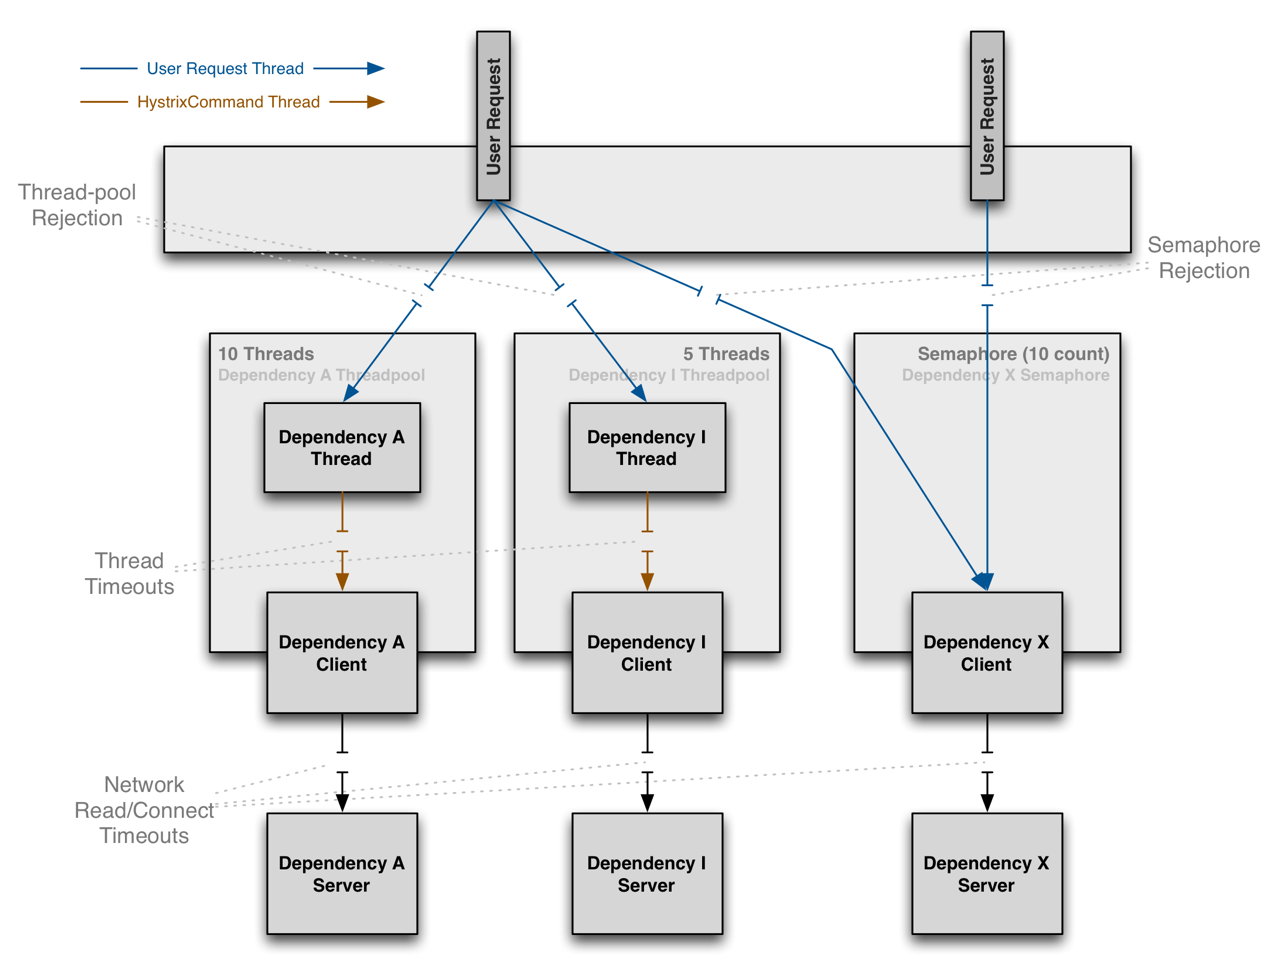 User Request Thread
HystrixCommand Thread
User Request
User Request
Thread-pool
Rejection
Semaphore
Rejection
10 Threads
Dependency A Threadpool
5 Threads
Dependency I Threadpool
Semaphore (10 count)
Dependency X Semaphore
Dependency A
Thread
Dependency I
Thread
Thread
Timeouts
Dependency A
Client
Dependency I
Client
Dependency X
Client
Network
Read/Connect
Timeouts
Dependency A
Server
Dependency I
Server
Dependency X
Server